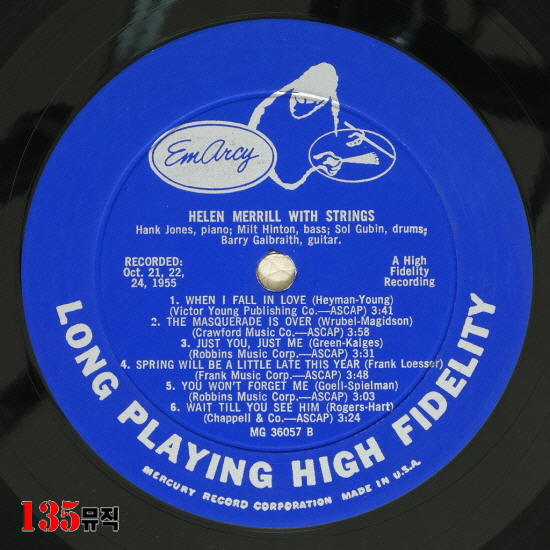 EmArcy
HELEN MERRILL WITH STRINGS
Hank Jones, piano; Milt Hinton, bass; Sol Gubin, drums;
Barry Galbraith, guitar.
RECORDED:
Oct. 21, 22,
24, 1955
A High
Fidelity
Recording
1. WHEN I FALL IN LOVE (Heyman-Young)
(Victor Young Publishing Co.—ASCAP) 3:41
2. THE MASQUERADE IS OVER (Wrubel-Magidson)
(Crawford Music Co.—ASCAP) 3:58
3. JUST YOU, JUST ME (Green-Kalges)
(Robbins Music Corp.—ASCAP) 3:31
4. SPRING WILL BE A LITTLE LATE THIS YEAR (Frank Loesser)
(Frank Music Corp.—ASCAP) 3:48
5. YOU WON'T FORGET ME (Goell-Spielman)
(Robbins Music Corp.—ASCAP) 3:03
6. WAIT TILL YOU SEE HIM (Rogers-Hart)
(Chappell & Co.—ASCAP) 3:24
MG 36057 B
LONG PLAYING HIGH FIDELITY
MERCURY RECORD CORPORATION MADE IN U.S.A.
135뮤직